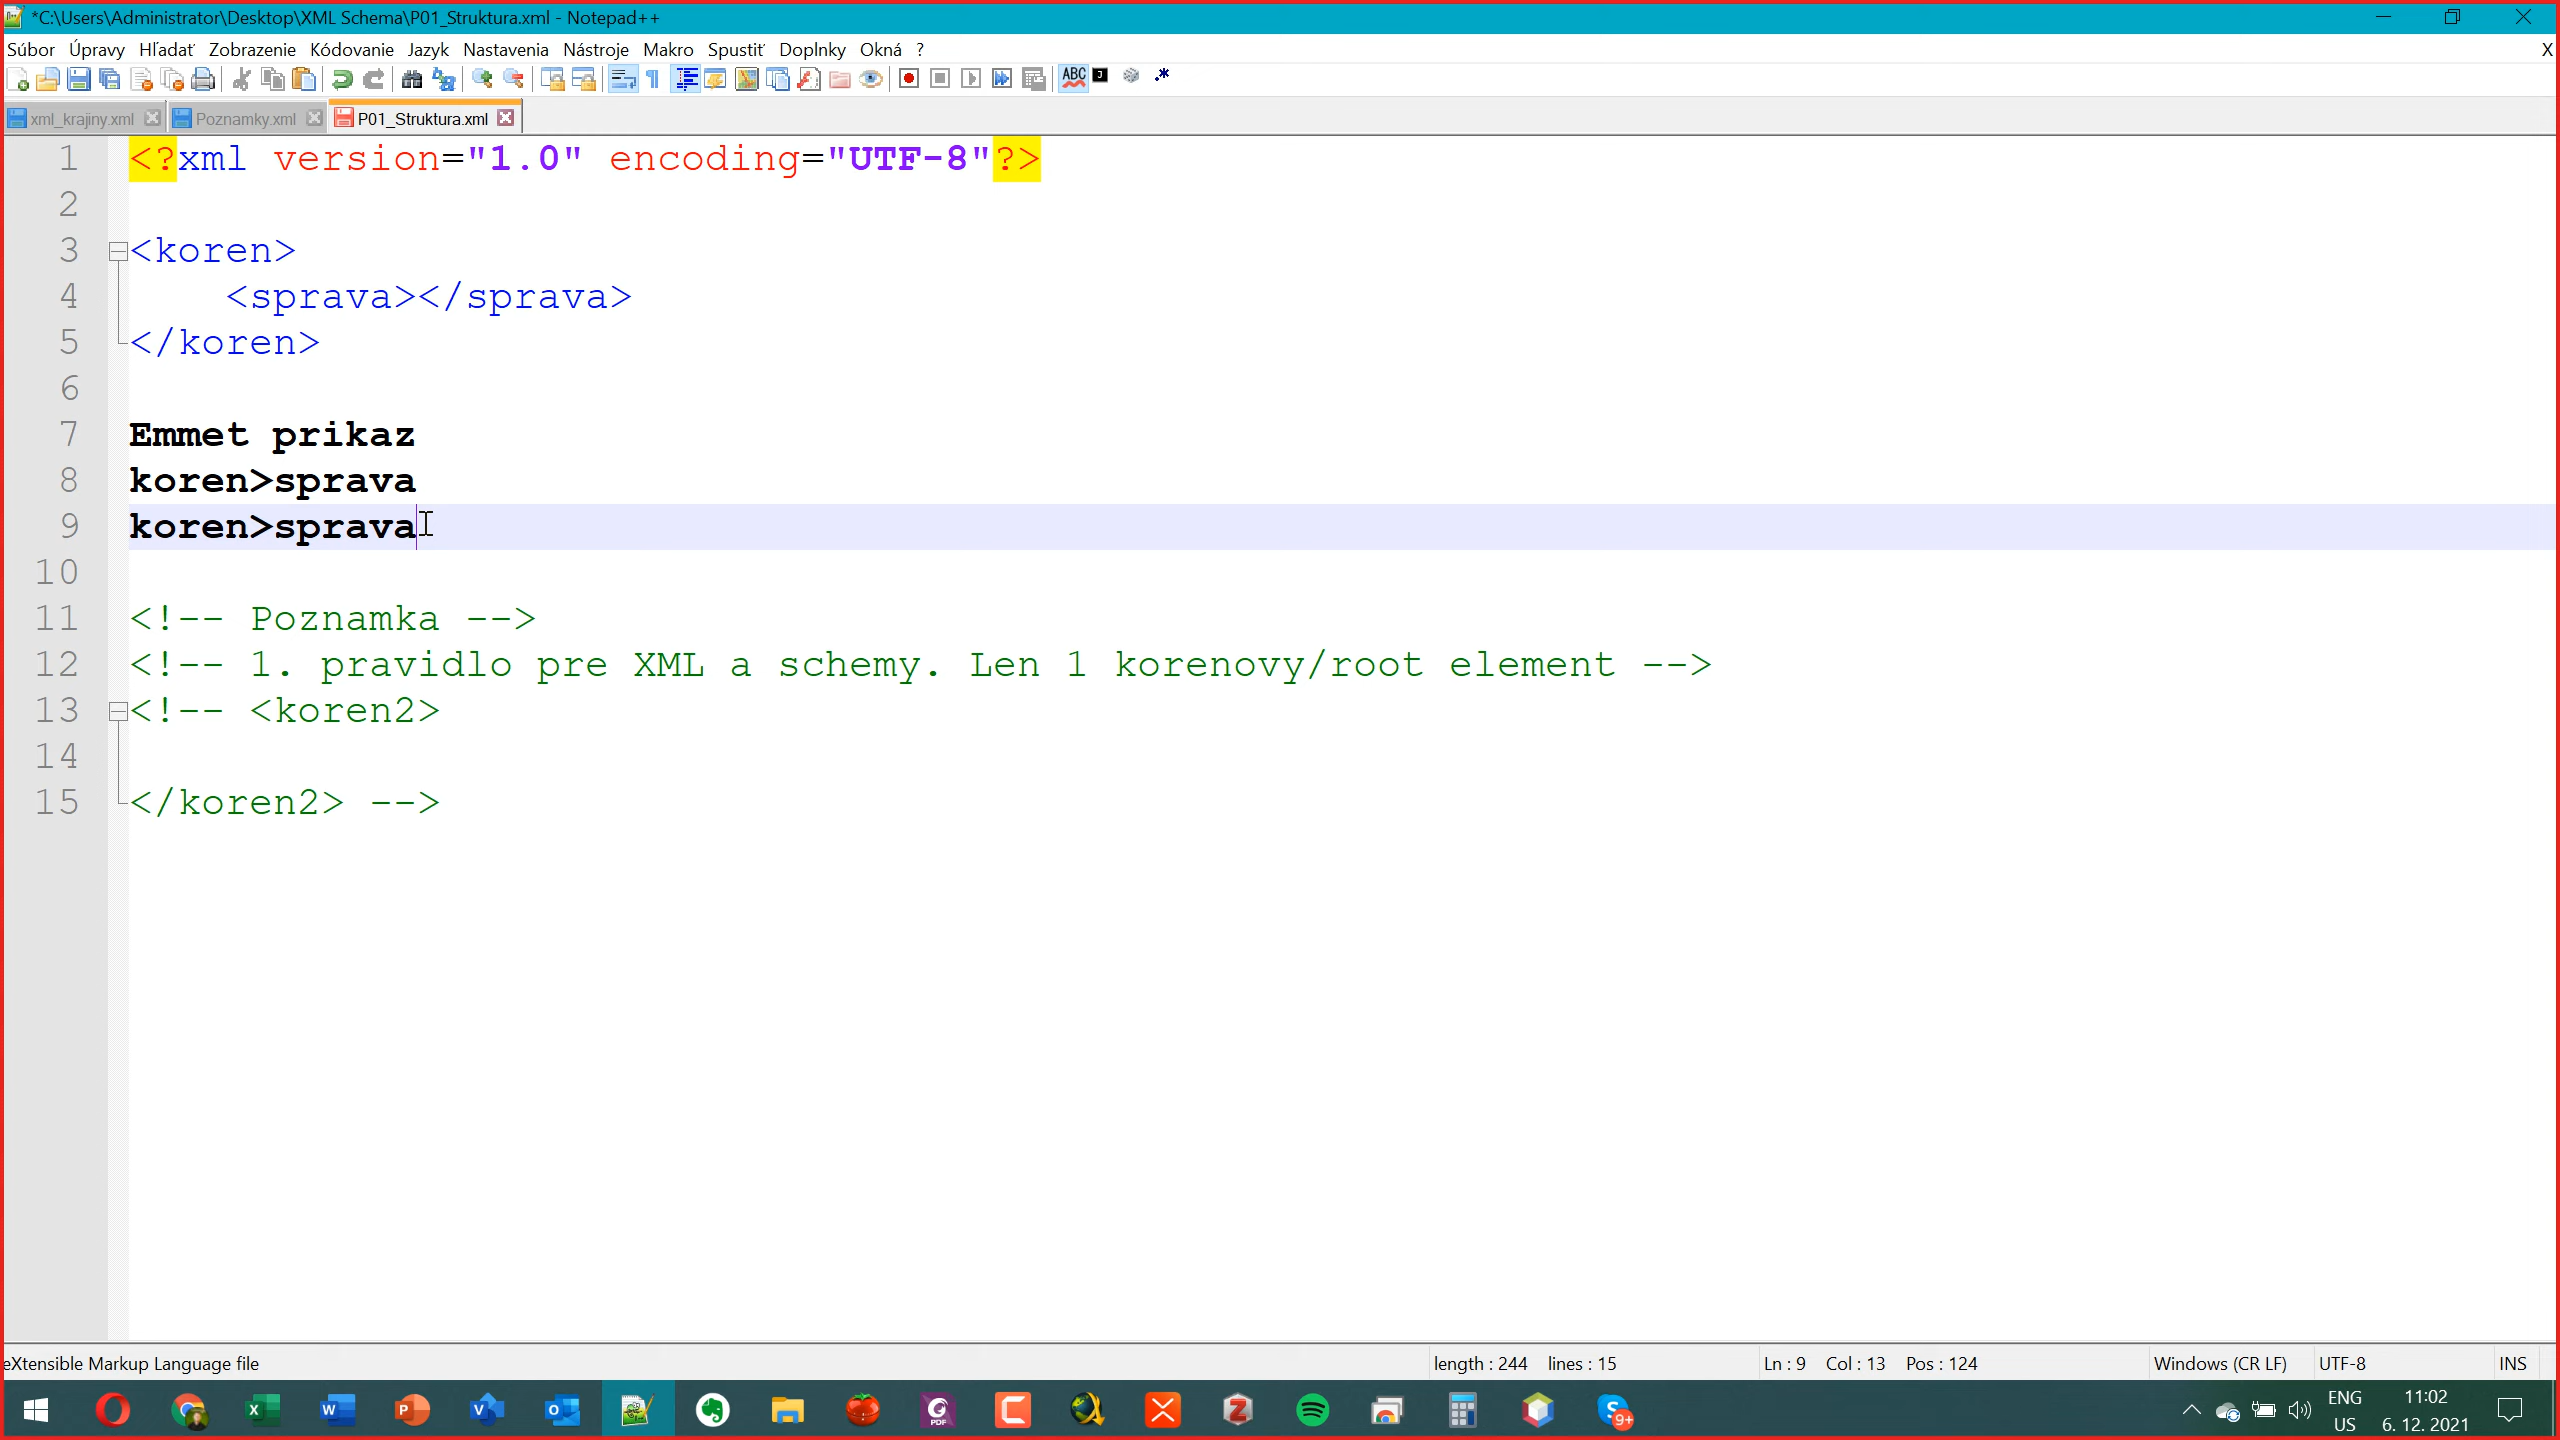 *C:\Users\Administrator\Desktop\XML Schema\P01_Struktura.xml - Notepad++
Súbor Úpravy Hľadať Zobrazenie Kódovanie Jazyk Nastavenia Nástroje Makro Spustiť Doplnky Okná ? X
xml_krajiny.xml Poznamky.xml P01_Struktura.xml
1 <?xml version="1.0" encoding="UTF-8"?>
2
3 <koren>
4 <sprava></sprava>
5 </koren>
6
7 Emmet prikaz
8 koren>sprava
9 koren>sprava
10
11 <!-- Poznamka -->
12 <!-- 1. pravidlo pre XML a schemy. Len 1 korenovy/root element -->
13 <!-- <koren2>
14
15 </koren2> -->
eXtensible Markup Language file length : 244 lines : 15 Ln : 9 Col : 13 Pos : 124 Windows (CR LF) UTF-8 INS
ENG 11:02
US 6. 12. 2021